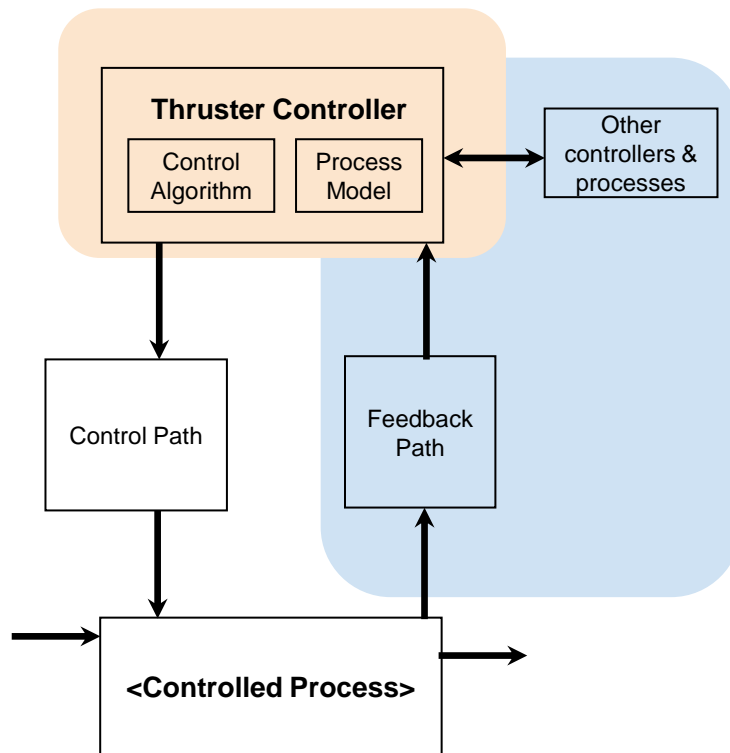 Thruster Controller
Control
Algorithm
Process
Model
Other
controllers &
processes
Control Path
Feedback
Path
<Controlled Process>